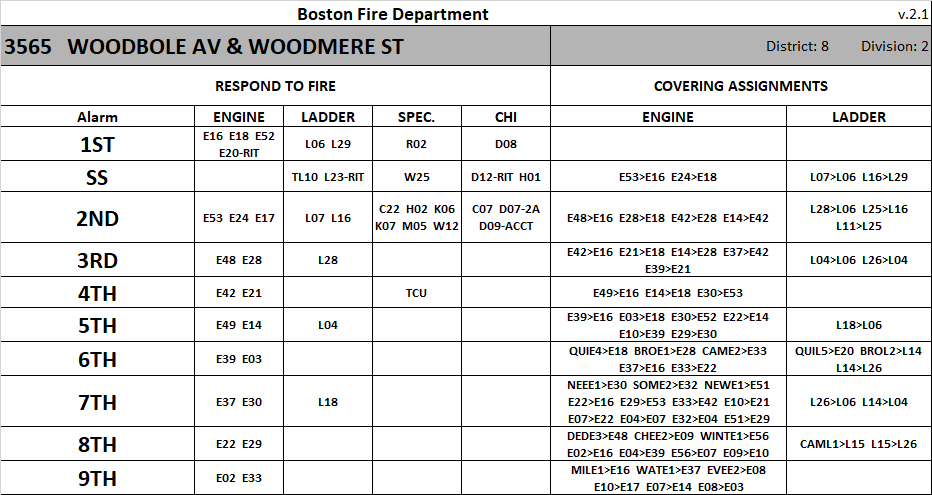 Boston Fire Department v.2.1
3565 WOODBOLE AV & WOODMERE ST District: 8 Division: 2
RESPOND TO FIRE COVERING ASSIGNMENTS
Alarm ENGINE LADDER SPEC. CHI ENGINE LADDER
1ST E16 E18 E52 E20-RIT L06 L29 R02 D08
SS TL10 L23-RIT W25 D12-RIT H01 E53>E16 E24>E18 L07>L06 L16>L29
2ND E53 E24 E17 L07 L16 C22 H02 K06 K07 M05 W12 C07 D07-2A D09-ACCT E48>E16 E28>E18 E42>E28 E14>E42 L28>L06 L25>L16 L11>L25
3RD E48 E28 L28 E42>E16 E21>E18 E14>E28 E37>E42 E39>E21 L04>L06 L26>L04
4TH E42 E21 TCU E49>E16 E14>E18 E30>E53
5TH E49 E14 L04 E39>E16 E03>E18 E30>E52 E22>E14 E10>E39 E29>E30 L18>L06
6TH E39 E03 QUIE4>E18 BROE1>E28 CAME2>E33 E37>E16 E33>E22 QUIL5>E20 BROL2>L14 L14>L26
7TH E37 E30 L18 NEEE1>E30 SOME2>E32 NEWE1>E51 E22>E16 E29>E53 E33>E42 E10>E21 E07>E22 E04>E07 E32>E04 E51>E29 L26>L06 L14>L04
8TH E22 E29 DEDE3>E48 CHEE2>E09 WINTE1>E56 E02>E16 E04>E39 E56>E07 E09>E10 CAML1>L15 L15>L26
9TH E02 E33 MILE1>E16 WATE1>E37 EVEE2>E08 E10>E17 E07>E14 E08>E03